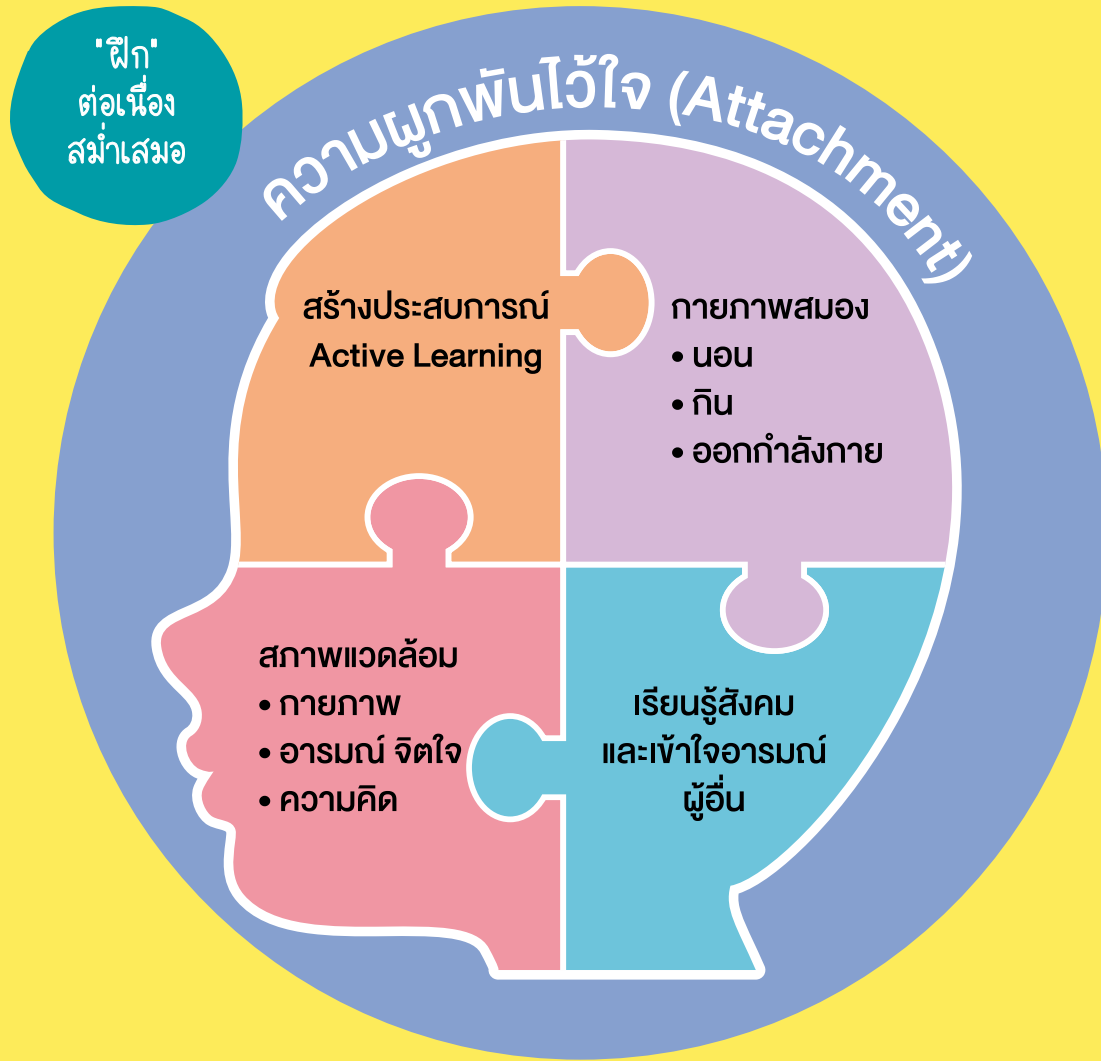 "ฝึก"
ต่อเนื่อง
สม่ำเสมอ
ความผูกพันไว้ใจ (Attachment)
สร้างประสบการณ์
Active Learning
กายภาพสมอง
• นอน
• กิน
• ออกกำลังกาย
สภาพแวดล้อม
• กายภาพ
• อารมณ์ จิตใจ
• ความคิด
เรียนรู้สังคม
และเข้าใจอารมณ์
ผู้อื่น